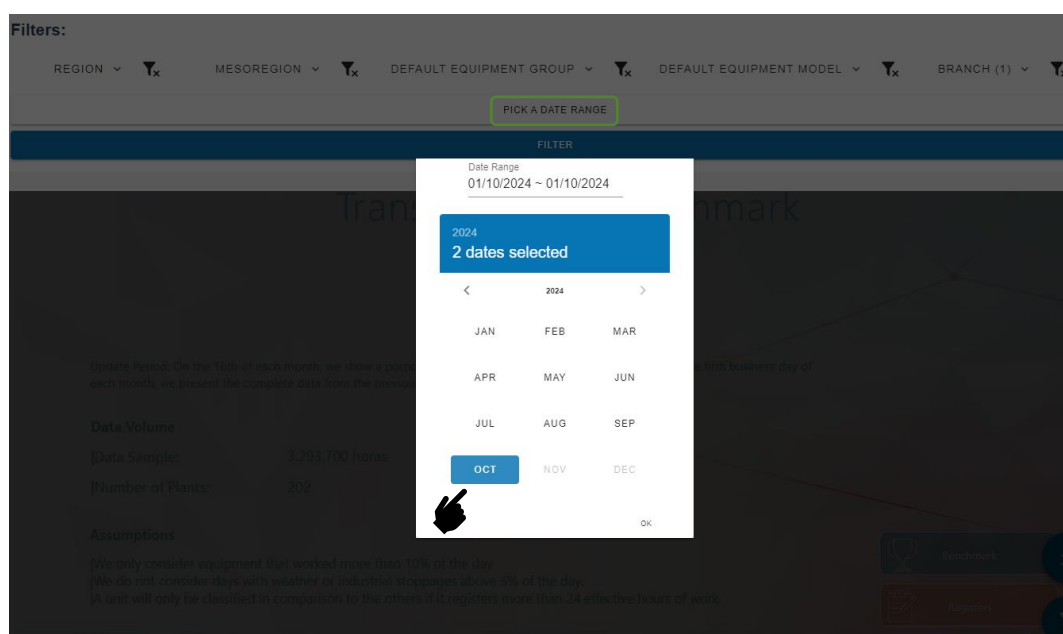 Filters:
REGION MESOREGION DEFAULT EQUIPMENT GROUP DEFAULT EQUIPMENT MODEL BRANCH (1)
PICK A DATE RANGE
FILTER
Date Range
01/10/2024 ~ 01/10/2024
Tran nmark
2024
2 dates selected
2024
JAN FEB MAR
APR MAY JUN
JUL AUG SEP
OCT NOV DEC
OK
Update Period: On the 16th of each month, we show a business day of
each month, we present the complete data from the previous
Data Volume
|Data Sample: 3,293,700 horas
|Number of Plants: 202
Assumptions
|We only consider equipment that worked more than 10% of the day
|We do not consider days with weather or industrial stoppages above 6% of the day.
|A unit will only be classified in comparison to the others if it registers more than 24 effective hours of work.
Benchmark